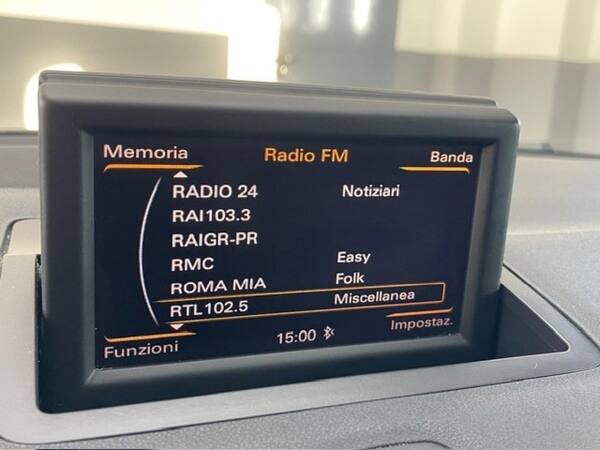 Memoria Radio FM Banda
RADIO 24 Notiziari
RAI103.3
RAIGR-PR
RMC Easy
ROMA MIA Folk
RTL102.5 Miscellanea
Funzioni 15:00 Impostaz.